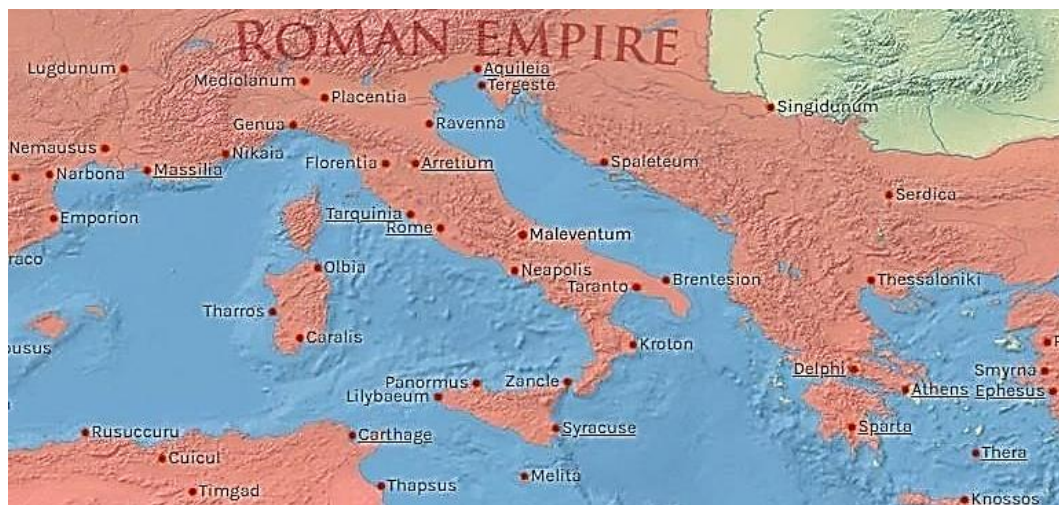 ROMAN EMPIRE
Lugdunum
Mediolanum
Aquileia
Tergeste
Placentia
Singidunum
Genua
Ravenna
Nemausus
Nikaia
Florentia
Arretium
Spaleteum
Narbona
Massilia
Serdica
Emporion
Tarquinia
Rome
Maleventum
raco
Olbia
Neapolis
Taranto
Brentesion
Thessaloniki
Tharros
Caralis
Kroton
ousus
Panormus
Zancle
Delphi
Smyrna
Lilybaeum
Athens
Ephesus
Rusuccuru
Carthage
Syracuse
Sparta
Cuicul
Thera
Melita
Timgad
Thapsus
Knossos